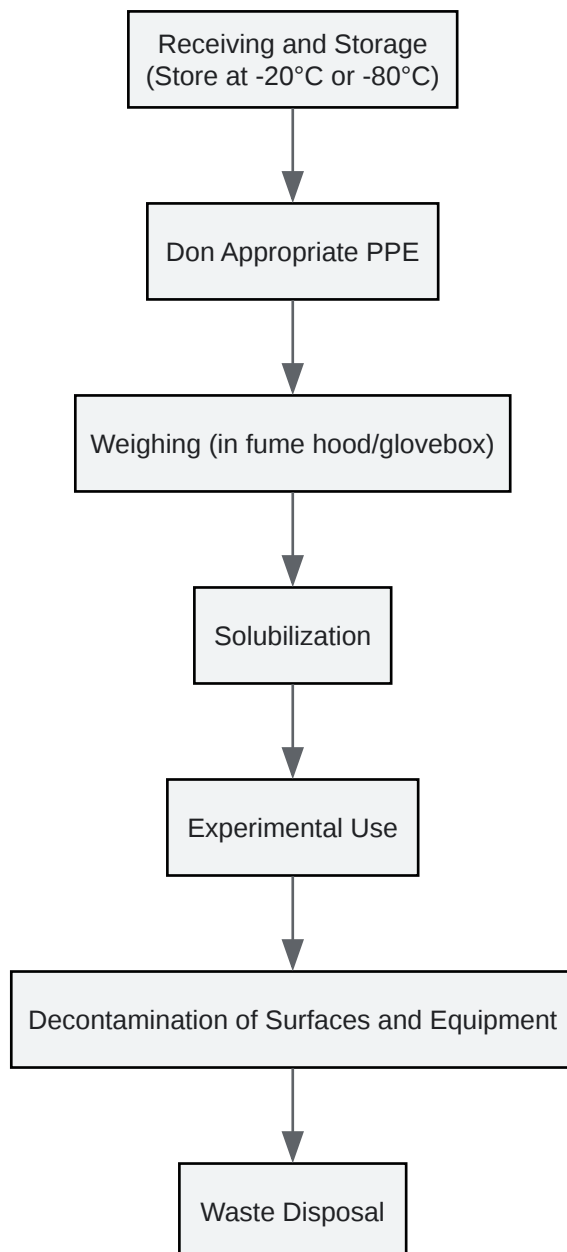 Receiving and Storage
(Store at -20°C or -80°C)
Don Appropriate PPE
Weighing (in fume hood/glovebox)
Solubilization
Experimental Use
Decontamination of Surfaces and Equipment
Waste Disposal